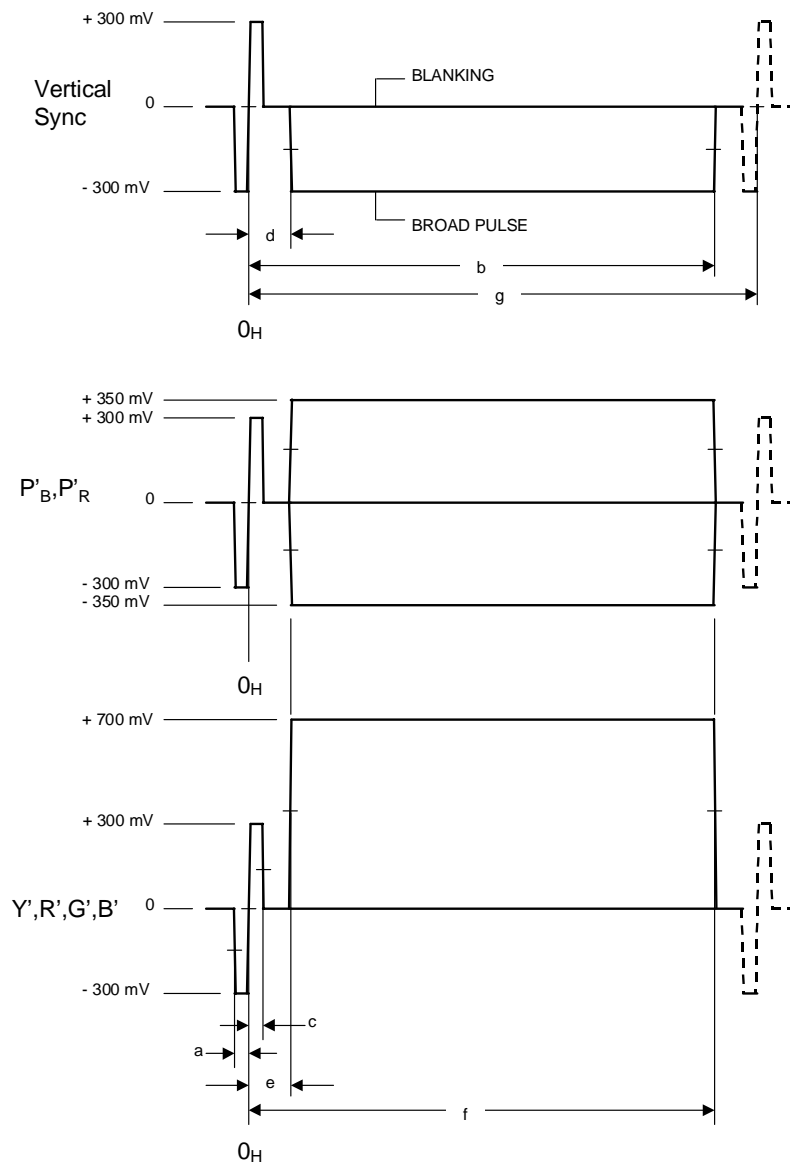 + 300 mV
BLANKING
Vertical
Sync
0
- 300 mV
BROAD PULSE
d
b
g
0H
+ 350 mV
+ 300 mV
P'B,P'R
0
- 300 mV
- 350 mV
0H
+ 700 mV
+ 300 mV
Y',R',G',B'
0
- 300 mV
c
a
e
f
0H